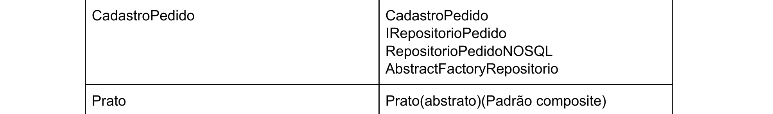 CadastroPedido
CadastroPedido
IRepositorioPedido
RepositorioPedidoNOSQL
AbstractFactoryRepositorio
Prato
Prato(abstrato)(Padrão composite)